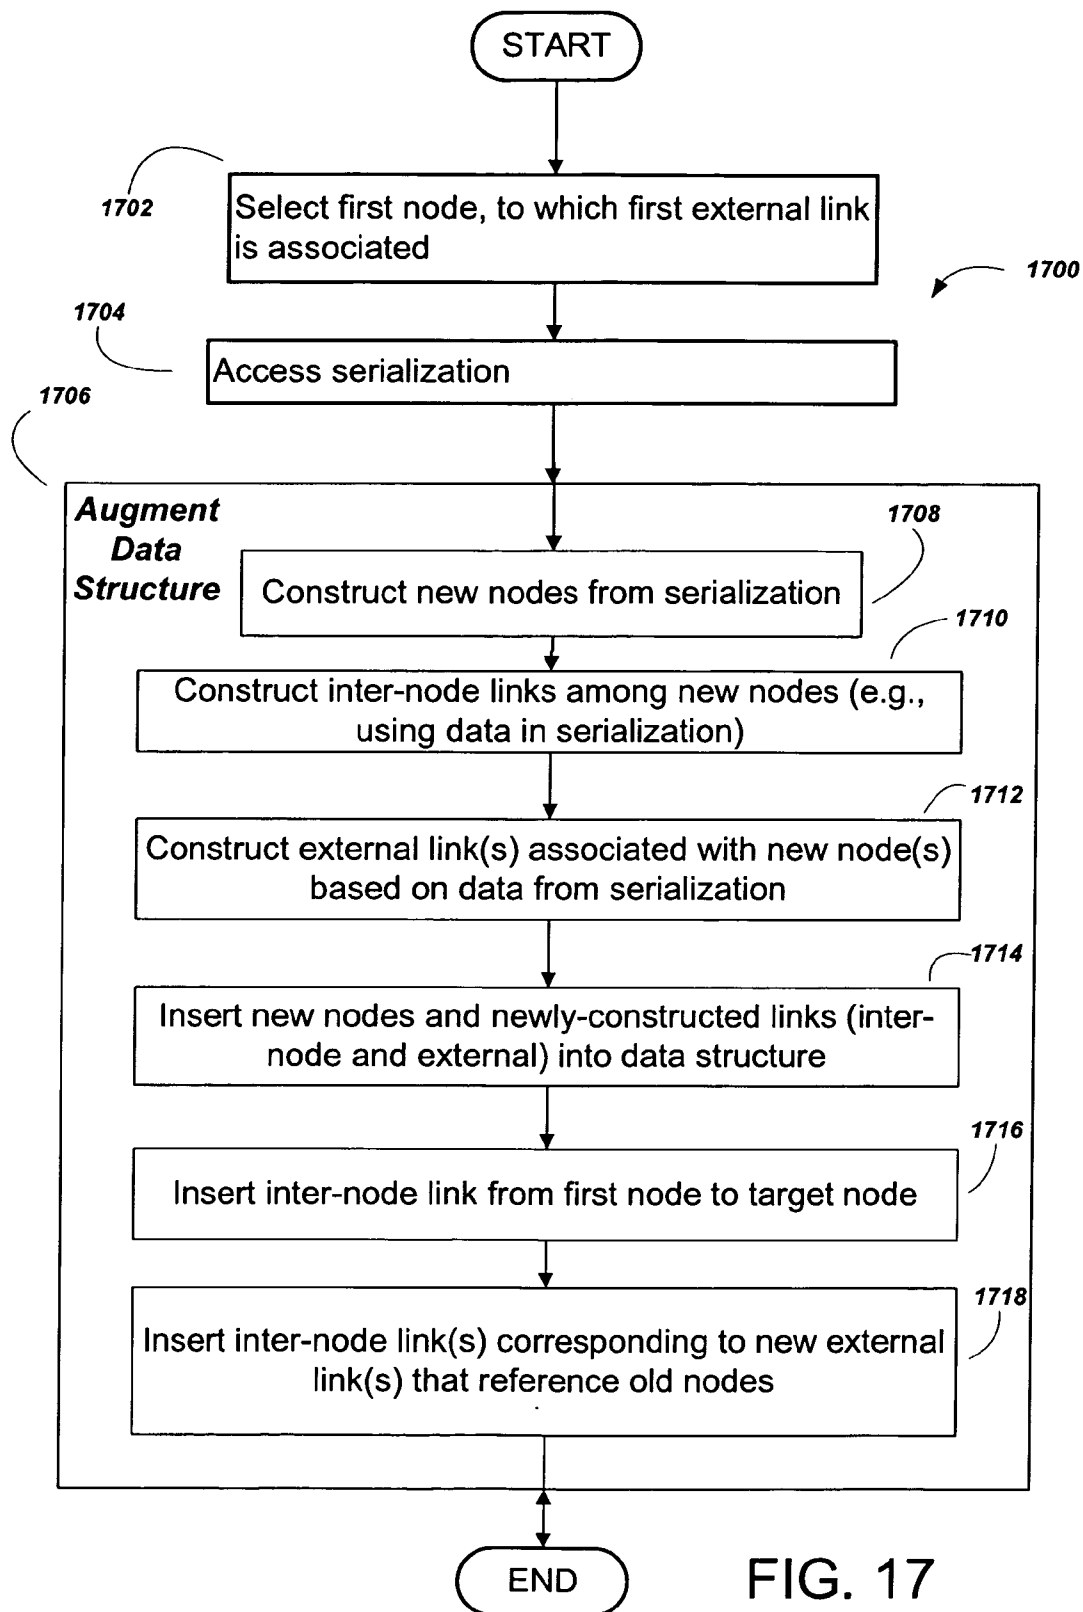 START
1702
Select first node, to which first external link
is associated
1700
1704
Access serialization
1706
Augment
Data
Structure
1708
Construct new nodes from serialization
1710
Construct inter-node links among new nodes (e.g.,
using data in serialization)
1712
Construct external link(s) associated with new node(s)
based on data from serialization
1714
Insert new nodes and newly-constructed links (inter-
node and external) into data structure
1716
Insert inter-node link from first node to target node
1718
Insert inter-node link(s) corresponding to new external
link(s) that reference old nodes
END
FIG. 17